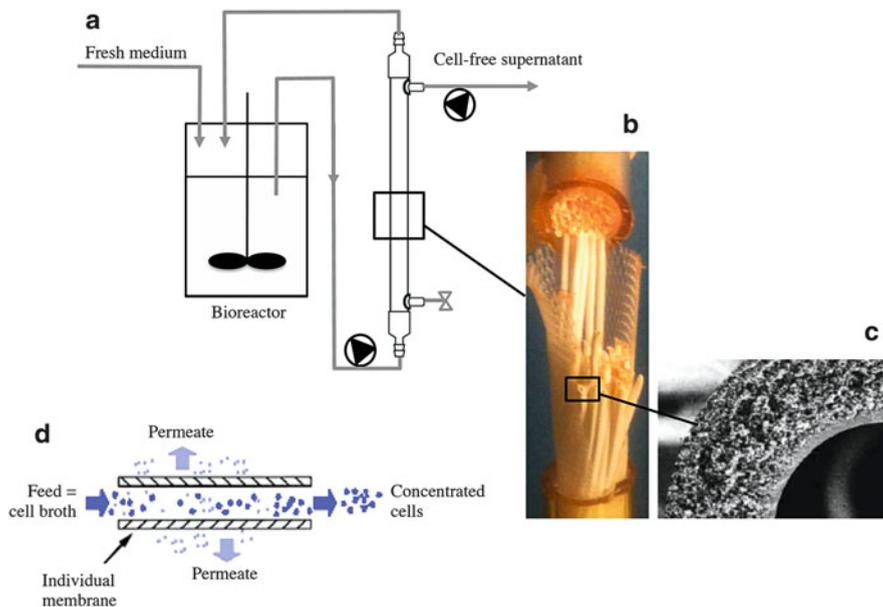 a
Fresh medium
Cell-free supernatant
Bioreactor
b
c
d
Permeate
Feed =
cell broth
Concentrated
cells
Individual
membrane
Permeate